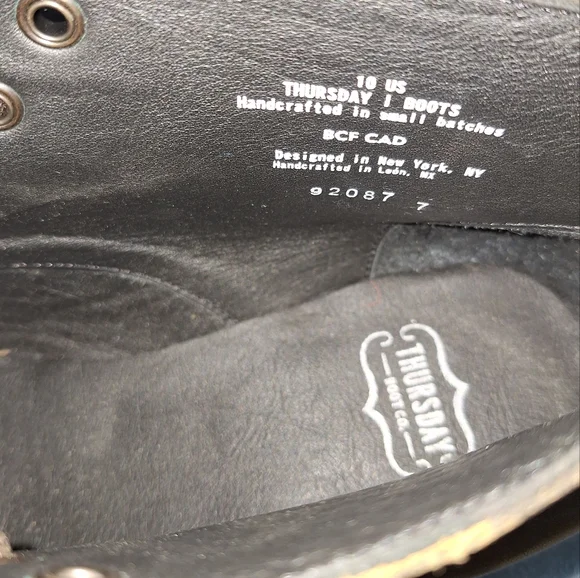 10 US
THURSDAY | BOOTS
Handcrafted in small batches
BCF CAD
Designed in New York, NY
Handcrafted in León, MX
92087 7
THURSDAY
BOOT CO.